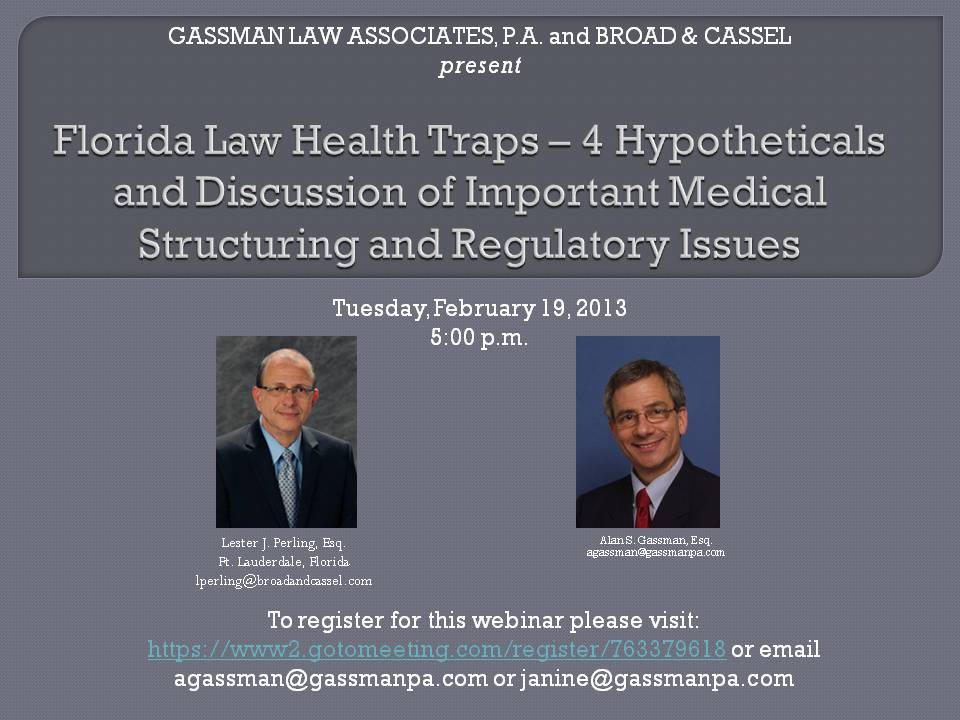 GASSMAN LAW ASSOCIATES, P.A. and BROAD & CASSEL
present
Florida Law Health Traps – 4 Hypotheticals
and Discussion of Important Medical
Structuring and Regulatory Issues
Tuesday, February 19, 2013
5:00 p.m.
Lester J. Perling, Esq.
Ft. Lauderdale, Florida
lperling@broadandcassel.com
Alan S. Gassman, Esq.
agassman@gassmanpa.com
To register for this webinar please visit:
https://www2.gotomeeting.com/register/763379618 or email
agassman@gassmanpa.com or janine@gassmanpa.com